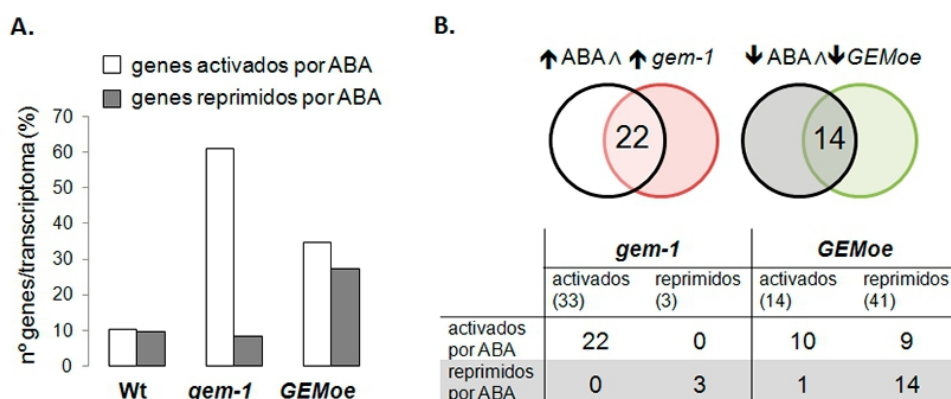 A.
genes activados por ABA
genes reprimidos por ABA
nº genes/transcriptoma (%)
70
60
50
40
30
20
10
0
Wt gem-1 GEMoe
B.
↑ ABA ∧ ↑ gem-1
↓ ABA ∧ ↓ GEMoe
22
14
gem-1 GEMoe
activados (33) reprimidos (3) activados (14) reprimidos (41)
activados por ABA 22 0 10 9
reprimidos por ABA 0 3 1 14